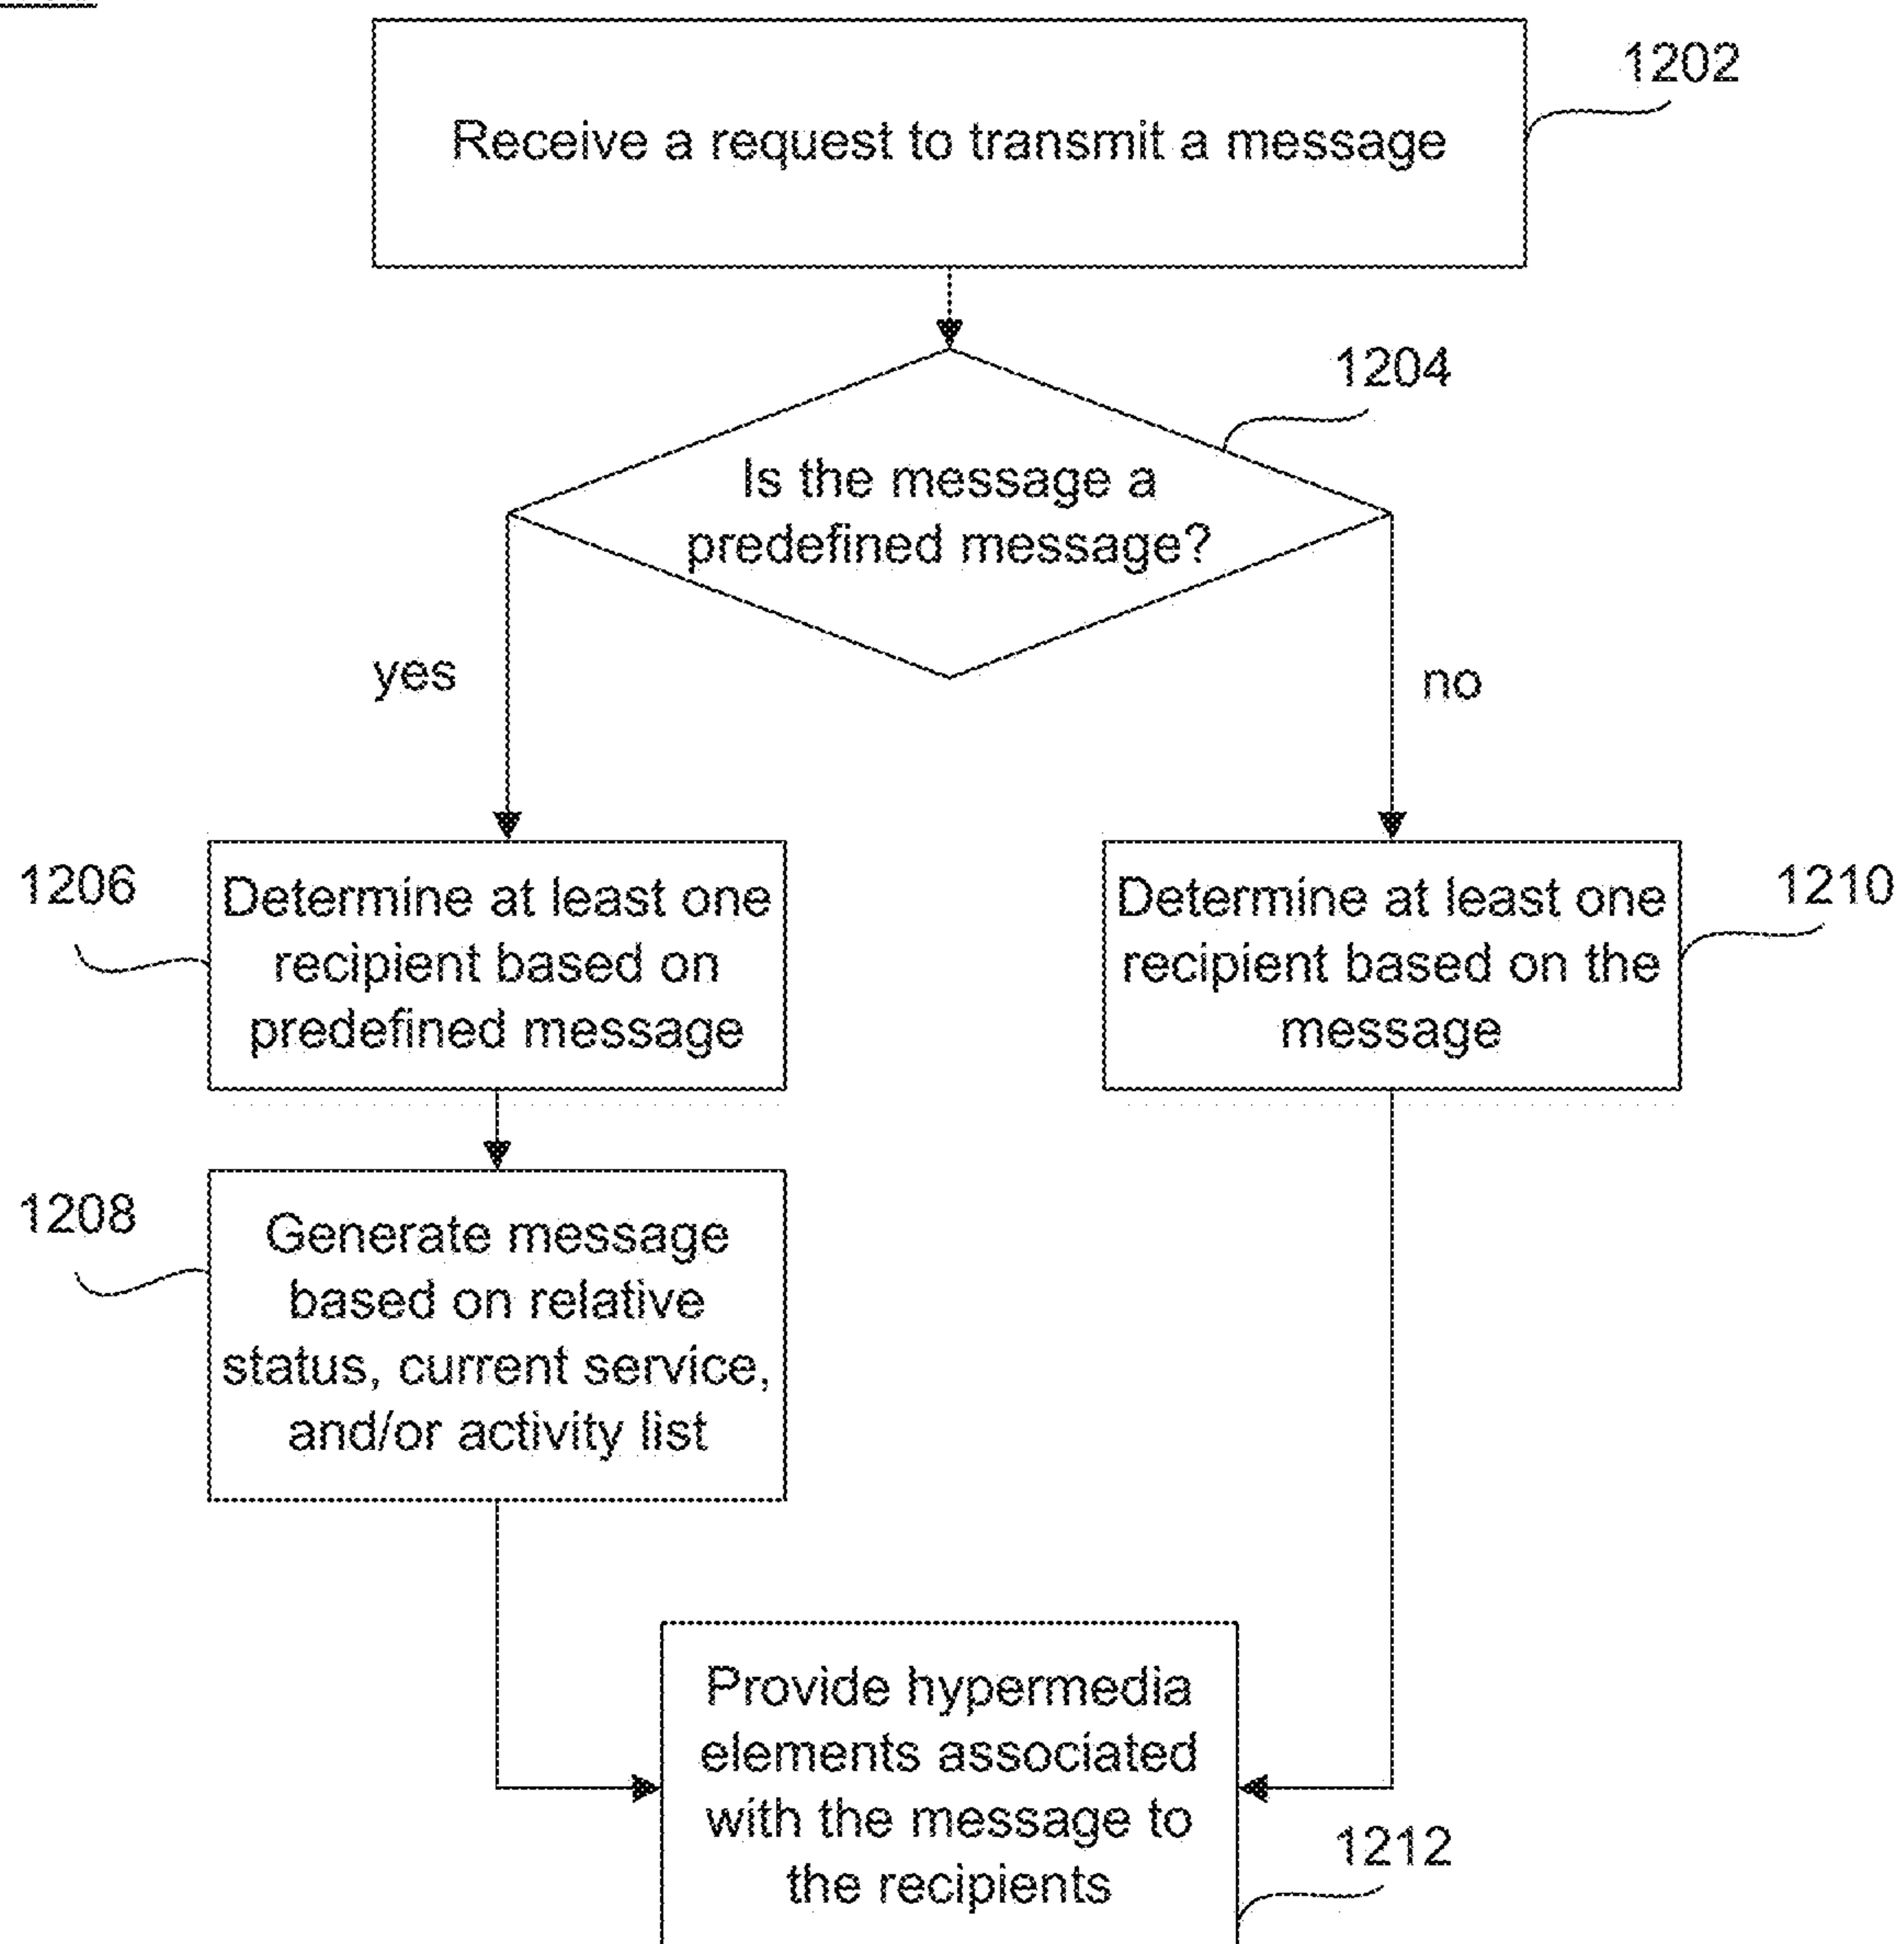 1202
Receive a request to transmit a message
1204
Is the message a
predefined message?
yes
no
1206
Determine at least one
recipient based on
predefined message
1210
Determine at least one
recipient based on the
message
1208
Generate message
based on relative
status, current service,
and/or activity list
Provide hypermedia
elements associated
with the message to
the recipients
1212